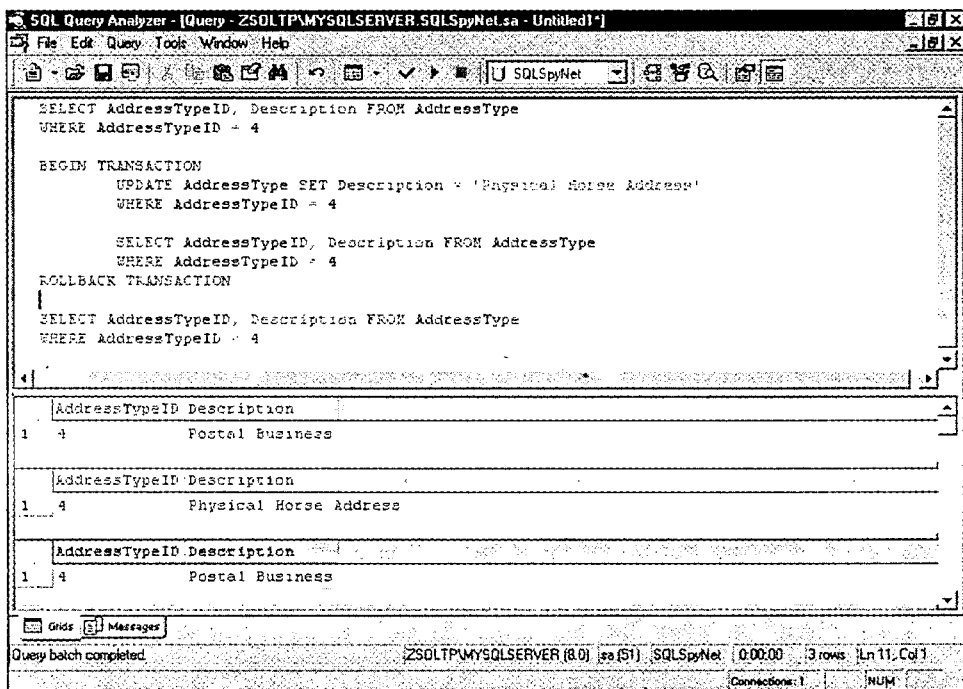 SQL Query Analyzer - [Query - ZSOLTP\MYSQLSERVER.SQLSpyNet.sa - Untitled1*]
File Edit Query Tools Window Help
SQLSpyNet
SELECT AddressTypeID, Description FROM AddressType
WHERE AddressTypeID = 4
BEGIN TRANSACTION
UPDATE AddressType SET Description = 'Physical Horse Address'
WHERE AddressTypeID = 4
SELECT AddressTypeID, Description FROM AddressType
WHERE AddressTypeID = 4
ROLLBACK TRANSACTION
SELECT AddressTypeID, Description FROM AddressType
WHERE AddressTypeID = 4
AddressTypeID Description
1 4 Postal Business
AddressTypeID Description
1 4 Physical Horse Address
AddressTypeID Description
1 4 Postal Business
Grids Messages
Query batch completed. ZSOLTP\MYSQLSERVER (8.0) sa (51) SQLSpyNet 0:00:00 3 rows Ln 11, Col 1
Connections: 1 NUM